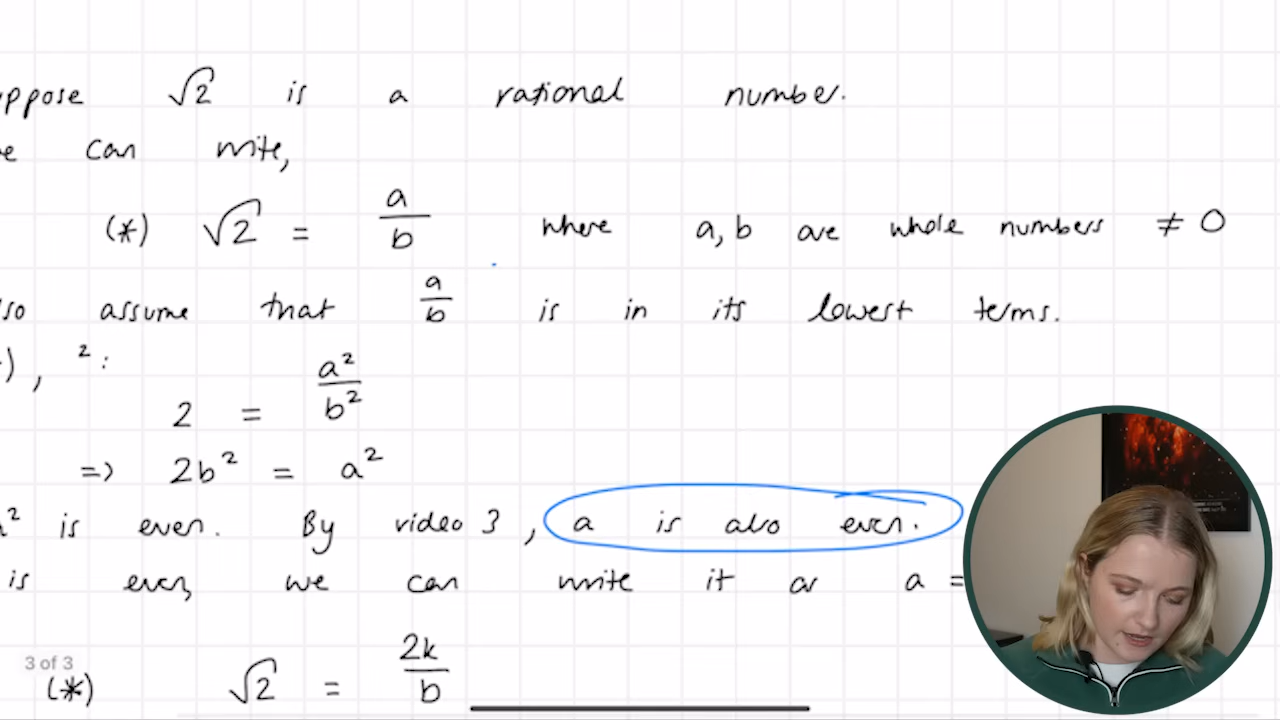 ppose √2 is a rational number.
e can write,
(*) √2 = a/b where a, b are whole numbers ≠ 0
so assume that a/b is in its lowest terms.
), ²:
2 = a²/b²
=> 2b² = a²
a² is even. By video 3, a is also even.
is even, we can write it as a =
3 of 3
(*) √2 = 2k/b